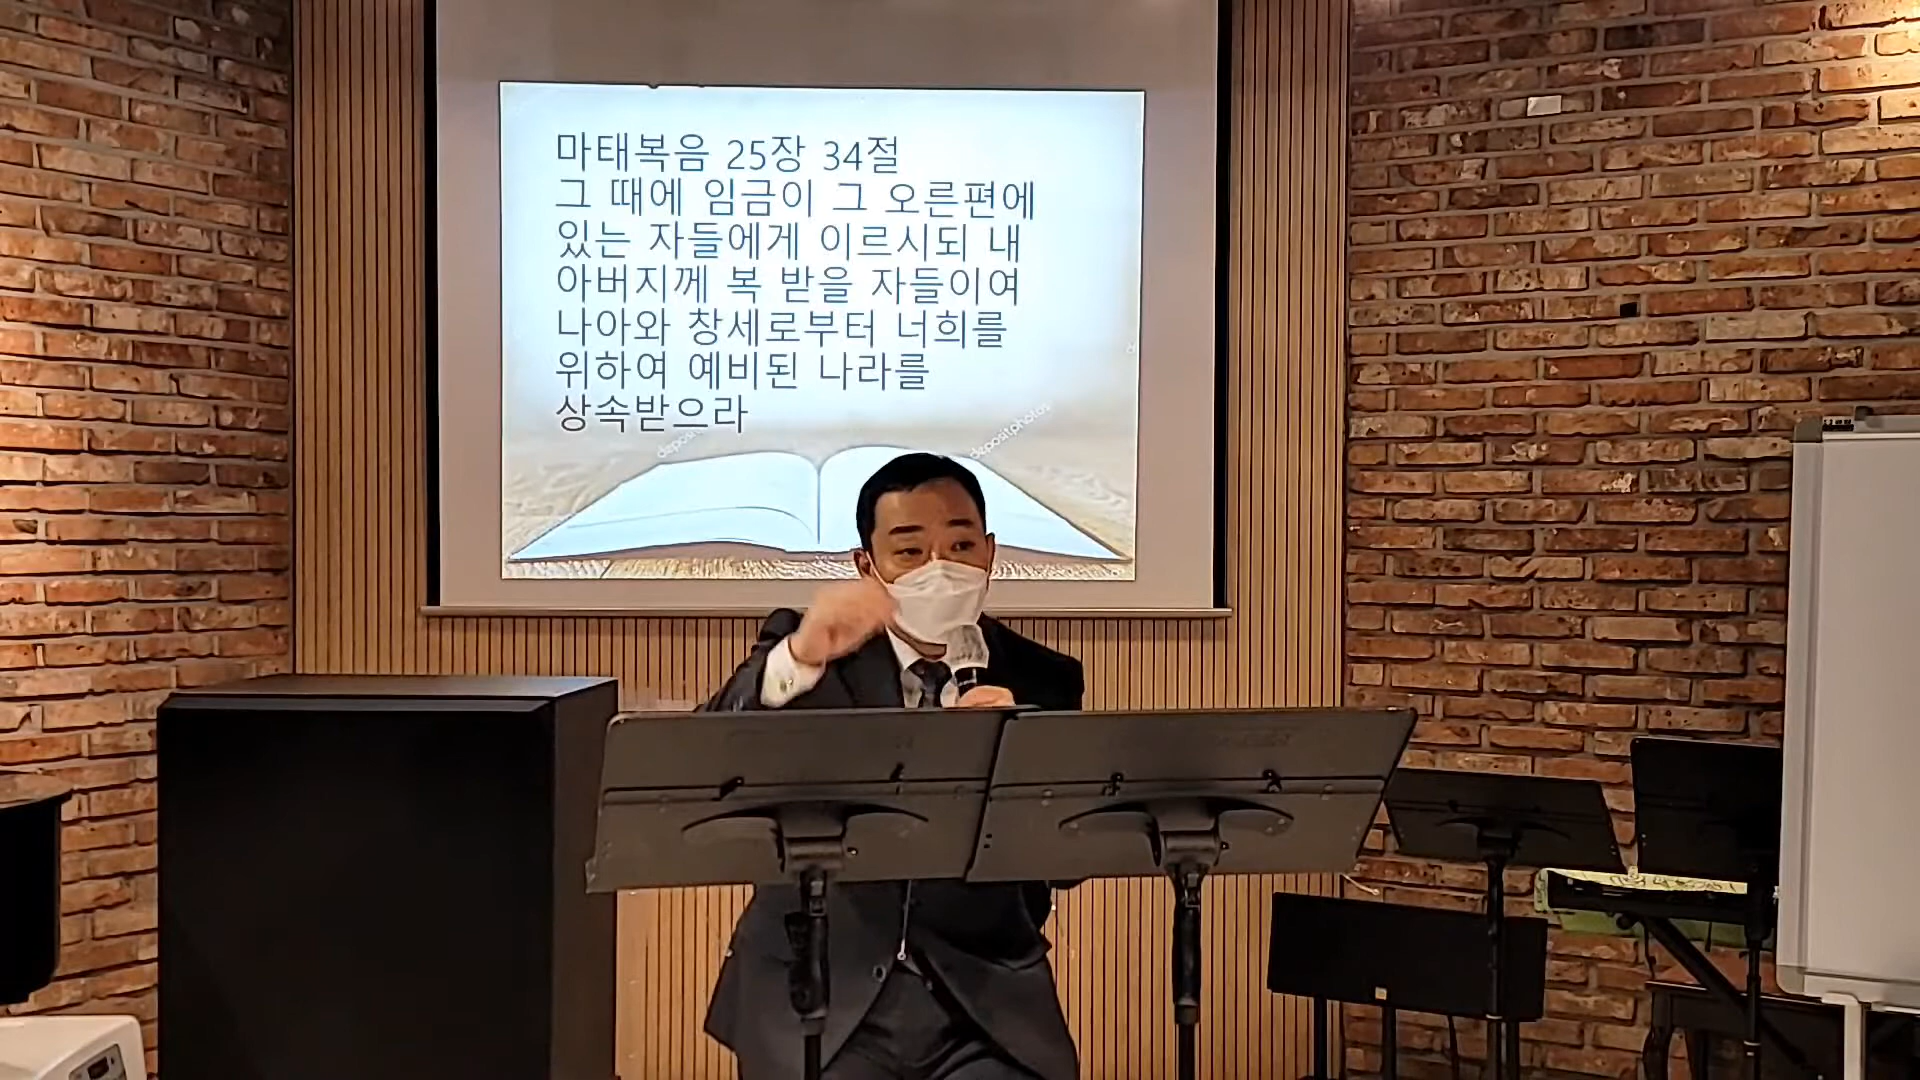 마태복음 25장 34절
그 때에 임금이 그 오른편에
있는 자들에게 이르시되 내
아버지께 복 받을 자들이여
나아와 창세로부터 너희를
위하여 예비된 나라를
상속받으라
depositphotos